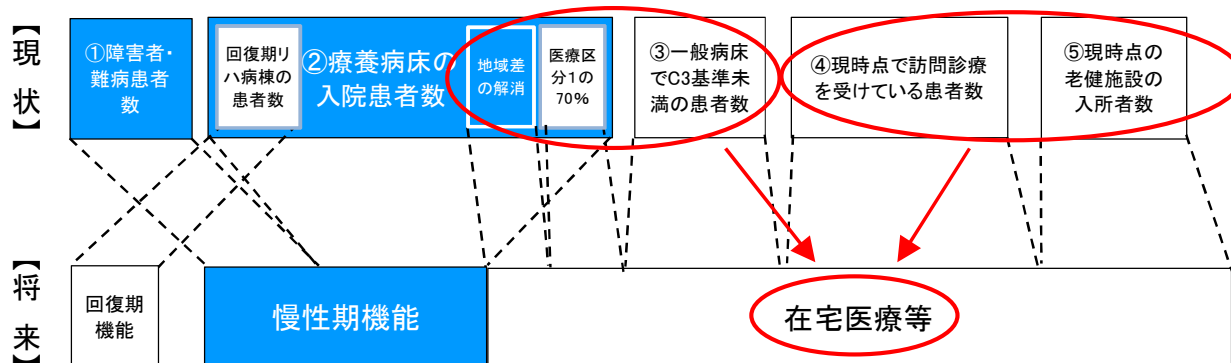 【現状】
①障害者・
難病患者
数
回復期リ
ハ病棟の
患者数
②療養病床の
入院患者数
地域差
の解消
医療区
分1の
70%
③一般病床
でC3基準未
満の患者数
④現時点で訪問診療
を受けている患者数
⑤現時点の
老健施設の
入所者数
【将来】
回復期
機能
慢性期機能
在宅医療等